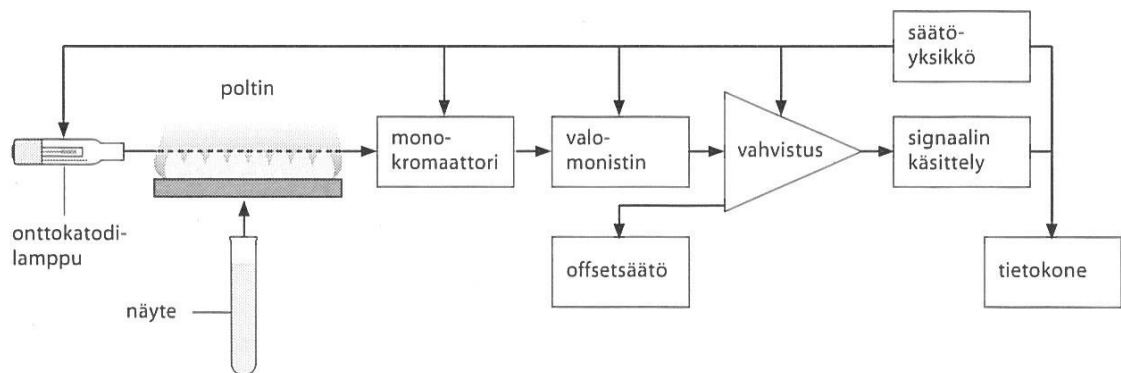 säätö-
yksikkö
poltin
mono-
kromaattori
valo-
monistin
vahvistus
signaalin
käsittely
onttokatodi-
lamppu
offsetsäätö
tietokone
näyte